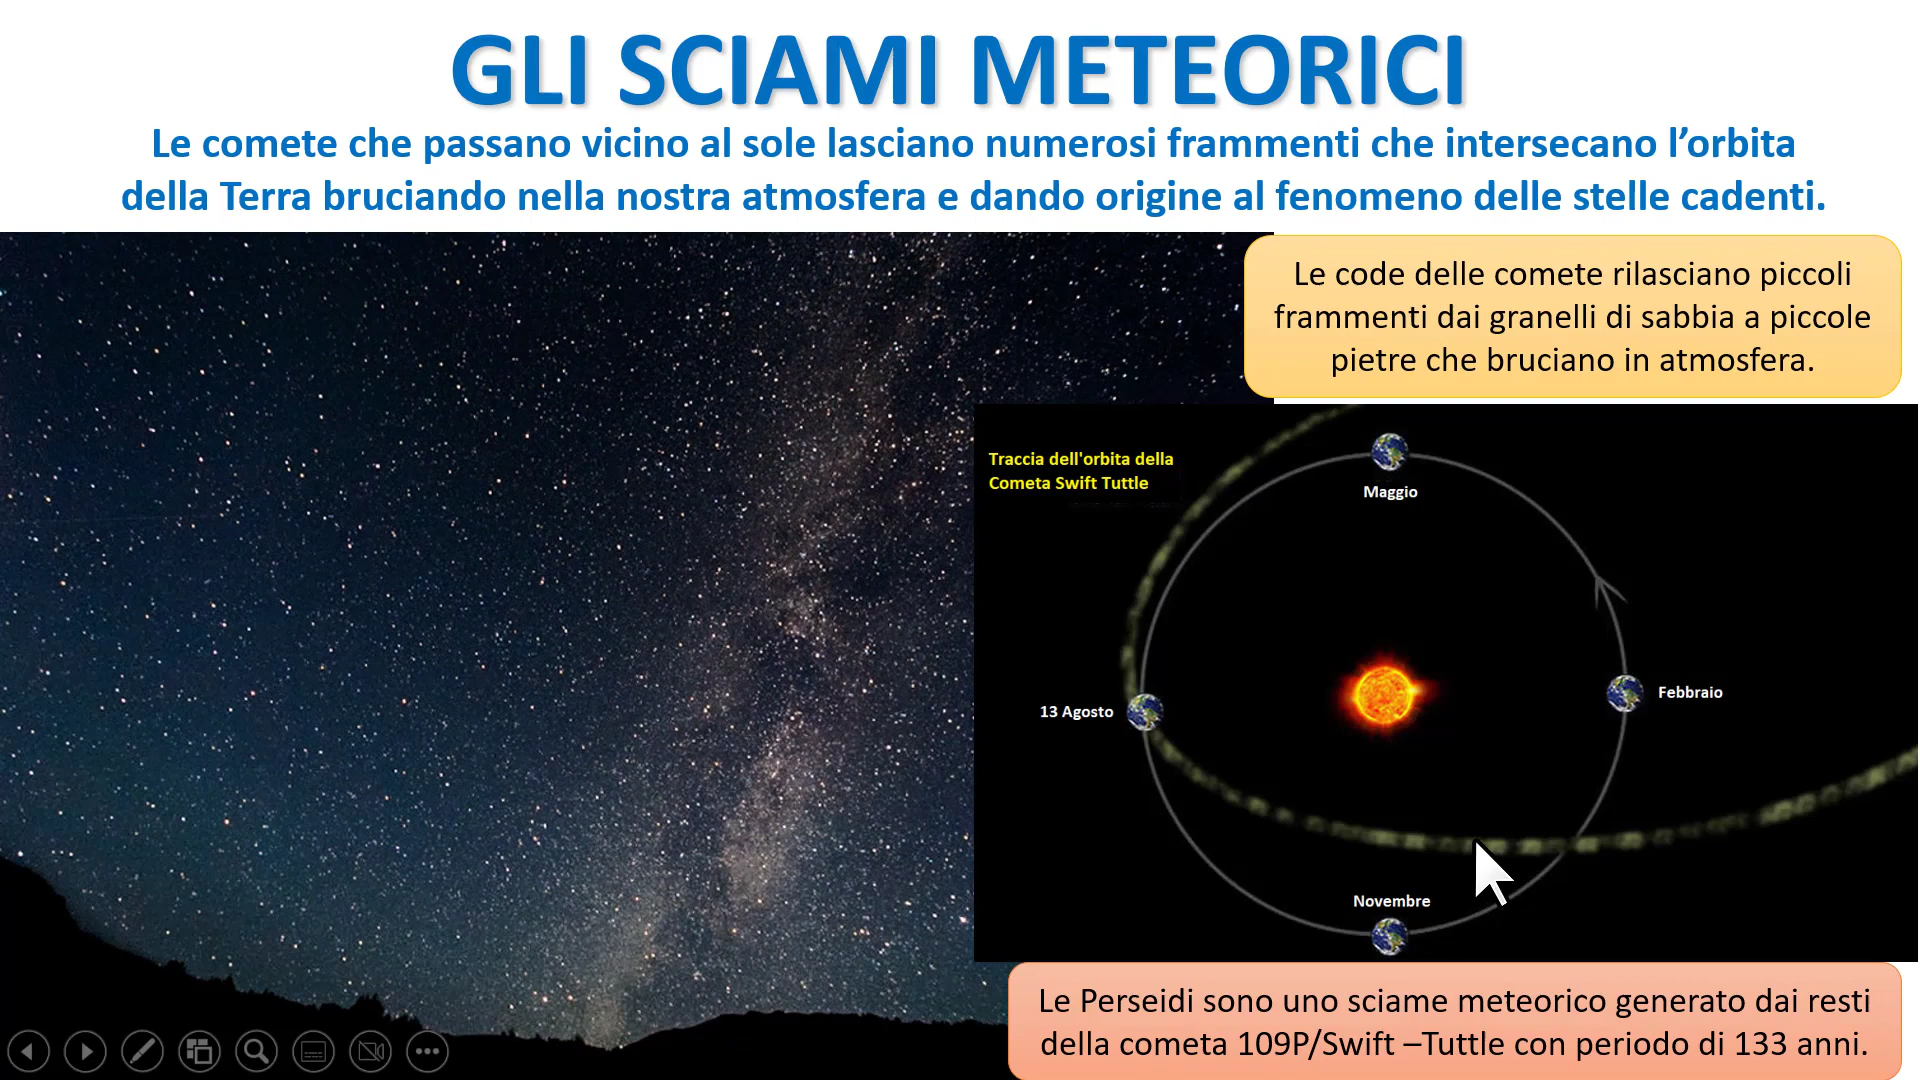 GLI SCIAMI METEORICI
Le comete che passano vicino al sole lasciano numerosi frammenti che intersecano l’orbita
della Terra bruciando nella nostra atmosfera e dando origine al fenomeno delle stelle cadenti.
Le code delle comete rilasciano piccoli
frammenti dai granelli di sabbia a piccole
pietre che bruciano in atmosfera.
Traccia dell'orbita della
Cometa Swift Tuttle
Maggio
13 Agosto
Febbraio
Novembre
Le Perseidi sono uno sciame meteorico generato dai resti
della cometa 109P/Swift –Tuttle con periodo di 133 anni.